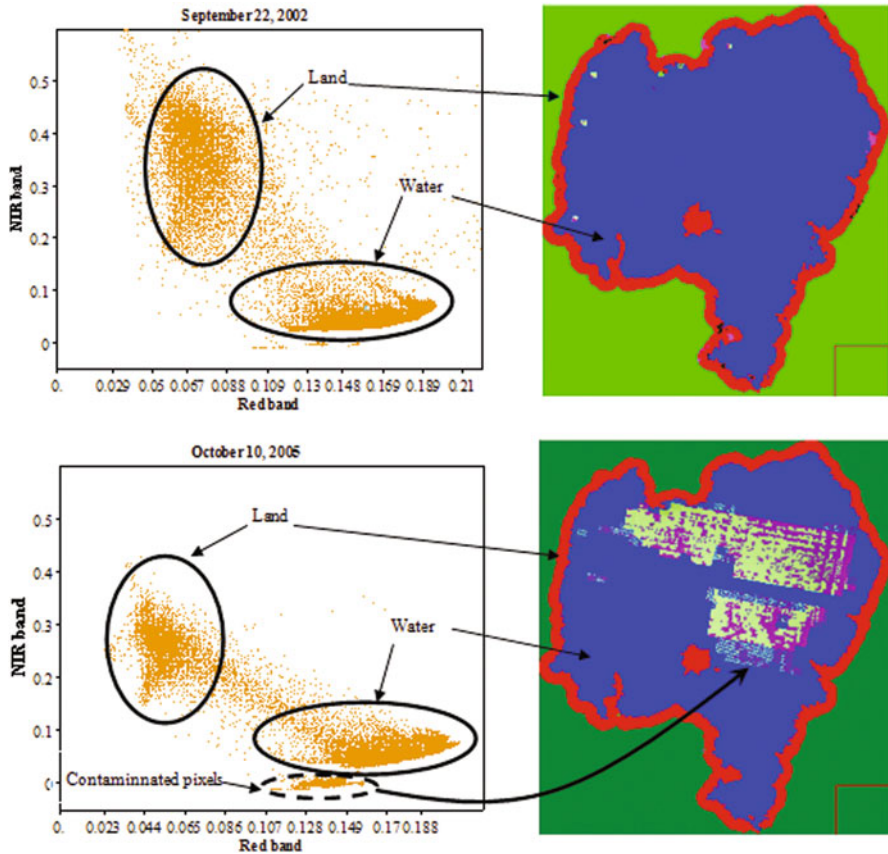 September 22, 2002
NIR band
0.5
0.4
0.3
0.2
0.1
0
Land
Water
0. 0.029 0.05 0.067 0.088 0.109 0.13 0.148 0.169 0.189 0.21
Red band
October 10, 2005
NIR band
0.5
0.4
0.3
0.2
0.1
0
Land
Water
Contaminnated pixels
0. 0.023 0.044 0.065 0.086 0.107 0.128 0.149 0.170 0.188
Red band